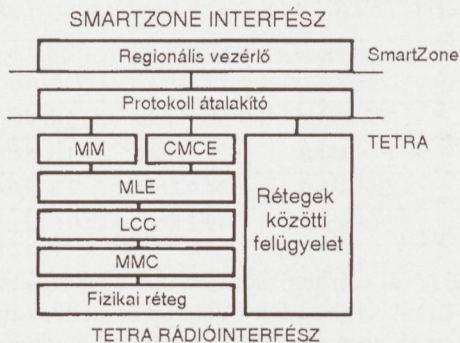 SMARTZONE INTERFÉSZ
Regionális vezérlő
SmartZone
Protokoll átalakító
TETRA
MM
CMCE
MLE
LCC
MMC
Fizikai réteg
Rétegek
közötti
felügyelet
TETRA RÁDIÓINTERFÉSZ